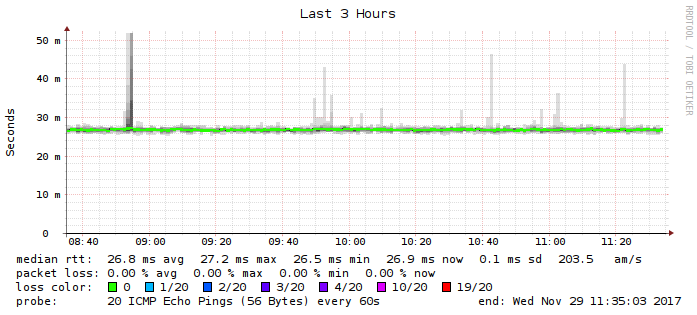 Last 3 Hours
RRDTOOL / TOBI OETIKER
Seconds
50 m
40 m
30 m
20 m
10 m
0
08:40 09:00 09:20 09:40 10:00 10:20 10:40 11:00 11:20
median rtt: 26.8 ms avg 27.2 ms max 26.5 ms min 26.9 ms now 0.1 ms sd 203.5 am/s
packet loss: 0.00 % avg 0.00 % max 0.00 % min 0.00 % now
loss color: 0 1/20 2/20 3/20 4/20 10/20 19/20
probe: 20 ICMP Echo Pings (56 Bytes) every 60s end: Wed Nov 29 11:35:03 2017